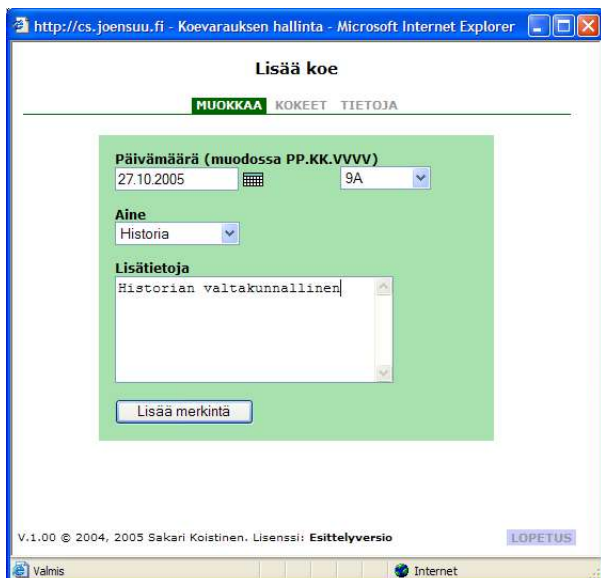 http://cs.joensuu.fi - Koevarauksen hallinta - Microsoft Internet Explorer
Lisää koe
MUOKKAA KOKEET TIETOJA
Päivämäärä (muodossa PP.KK.VVVV)
27.10.2005 9A
Aine
Historia
Lisätietoja
Historian valtakunnallinen
Lisää merkintä
V.1.00 © 2004, 2005 Sakari Koistinen. Lisenssi: Esittelyversio LOPETUS
Valmis Internet